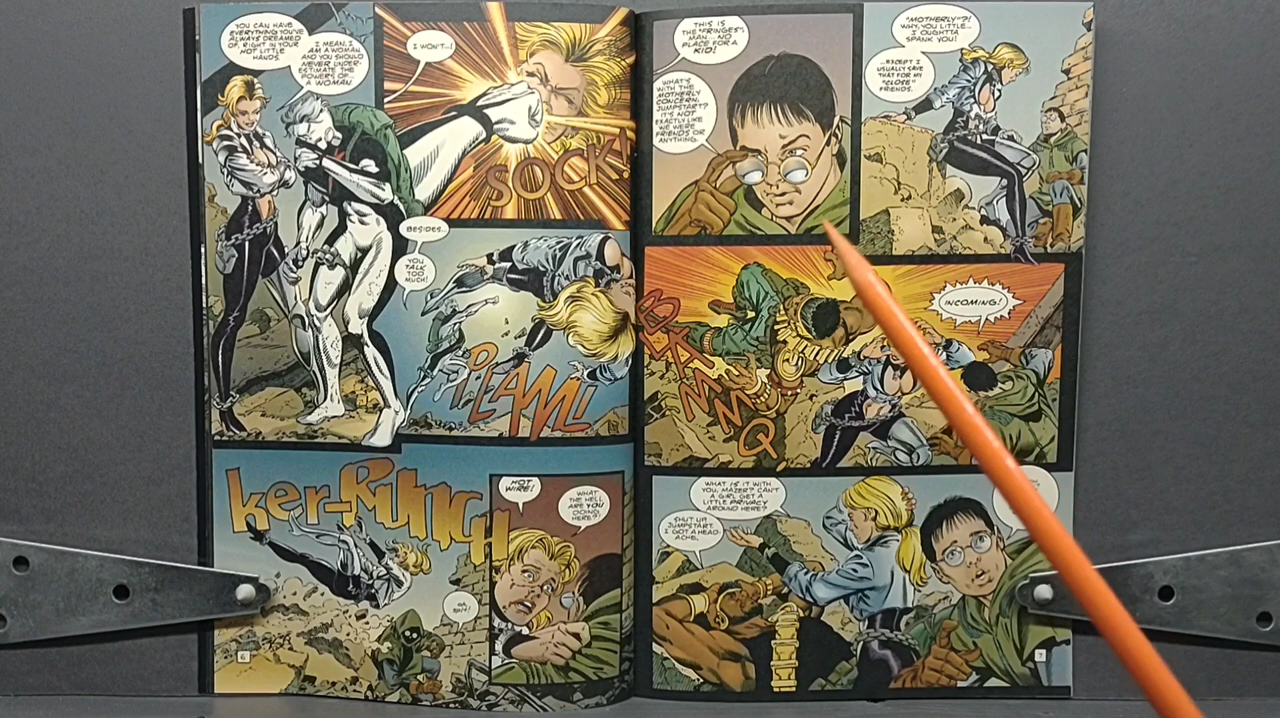 YOU CAN HAVE
EVERYTHING YOU'VE
ALWAYS DREAMED
OF, RIGHT IN YOUR
HOT LITTLE
HANDS.
I MEAN, I
AM A WOMAN,
AND YOU SHOULD
NEVER UNDER-
ESTIMATE THE
POWERS OF...
A WOMAN.
I WON'T...!
SOCK!
BESIDES...
YOU
TALK
TOO
MUCH!
BLAM!
ker-RUNCH
HOT
WIRE!
WHAT
THE HELL
ARE YOU
DOING
HERE?!
6
THIS IS
THE "FRINGES",
MAN... NO
PLACE FOR A
KID!
WHAT'S
WITH THE
MOTHERLY
CONCERN,
JUMPSTART?
IT'S NOT
EXACTLY LIKE
WE WERE
FRIENDS OR
ANYTHING.
"MOTHERLY"?!
WHY, YOU LITTLE...
I OUGHTTA
SPANK YOU!
...EXCEPT I
USUALLY SAVE
THAT FOR MY
"CLOSE"
FRIENDS.
INCOMING!
WHAT IS IT WITH
YOU, MAZER? CAN'T
A GIRL GET A
LITTLE PRIVACY
AROUND HERE?
SHUT UP,
JUMPSTART.
I GOT A HEAD-
ACHE.
7